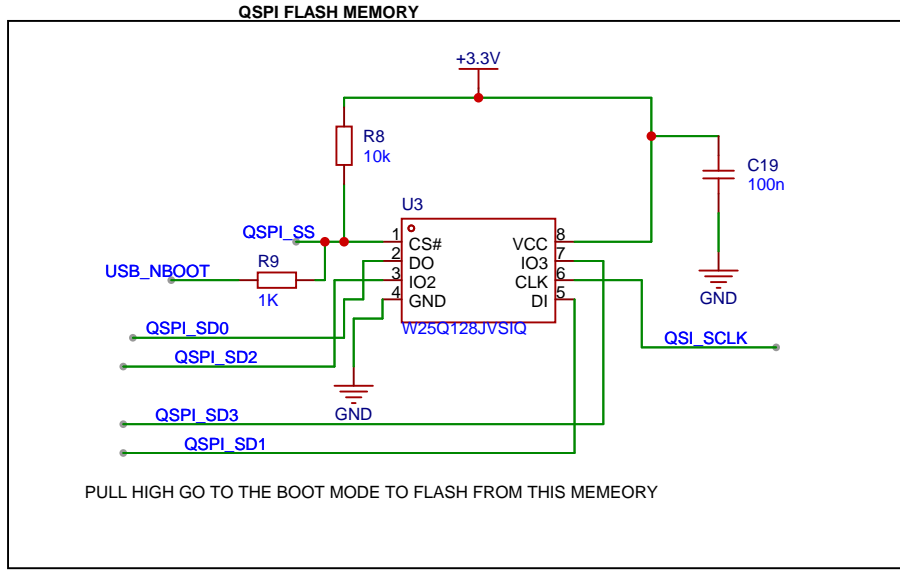 QSPI FLASH MEMORY
+3.3V
R8
10k
C19
100n
U3
QSPI_SS
1
CS#
VCC
8
2
DO
IO3
7
USB_NBOOT
R9
1K
3
IO2
CLK
6
4
GND
DI
5
GND
QSPI_SD0
W25Q128JVSIQ
QSI_SCLK
QSPI_SD2
GND
QSPI_SD3
QSPI_SD1
PULL HIGH GO TO THE BOOT MODE TO FLASH FROM THIS MEMEORY